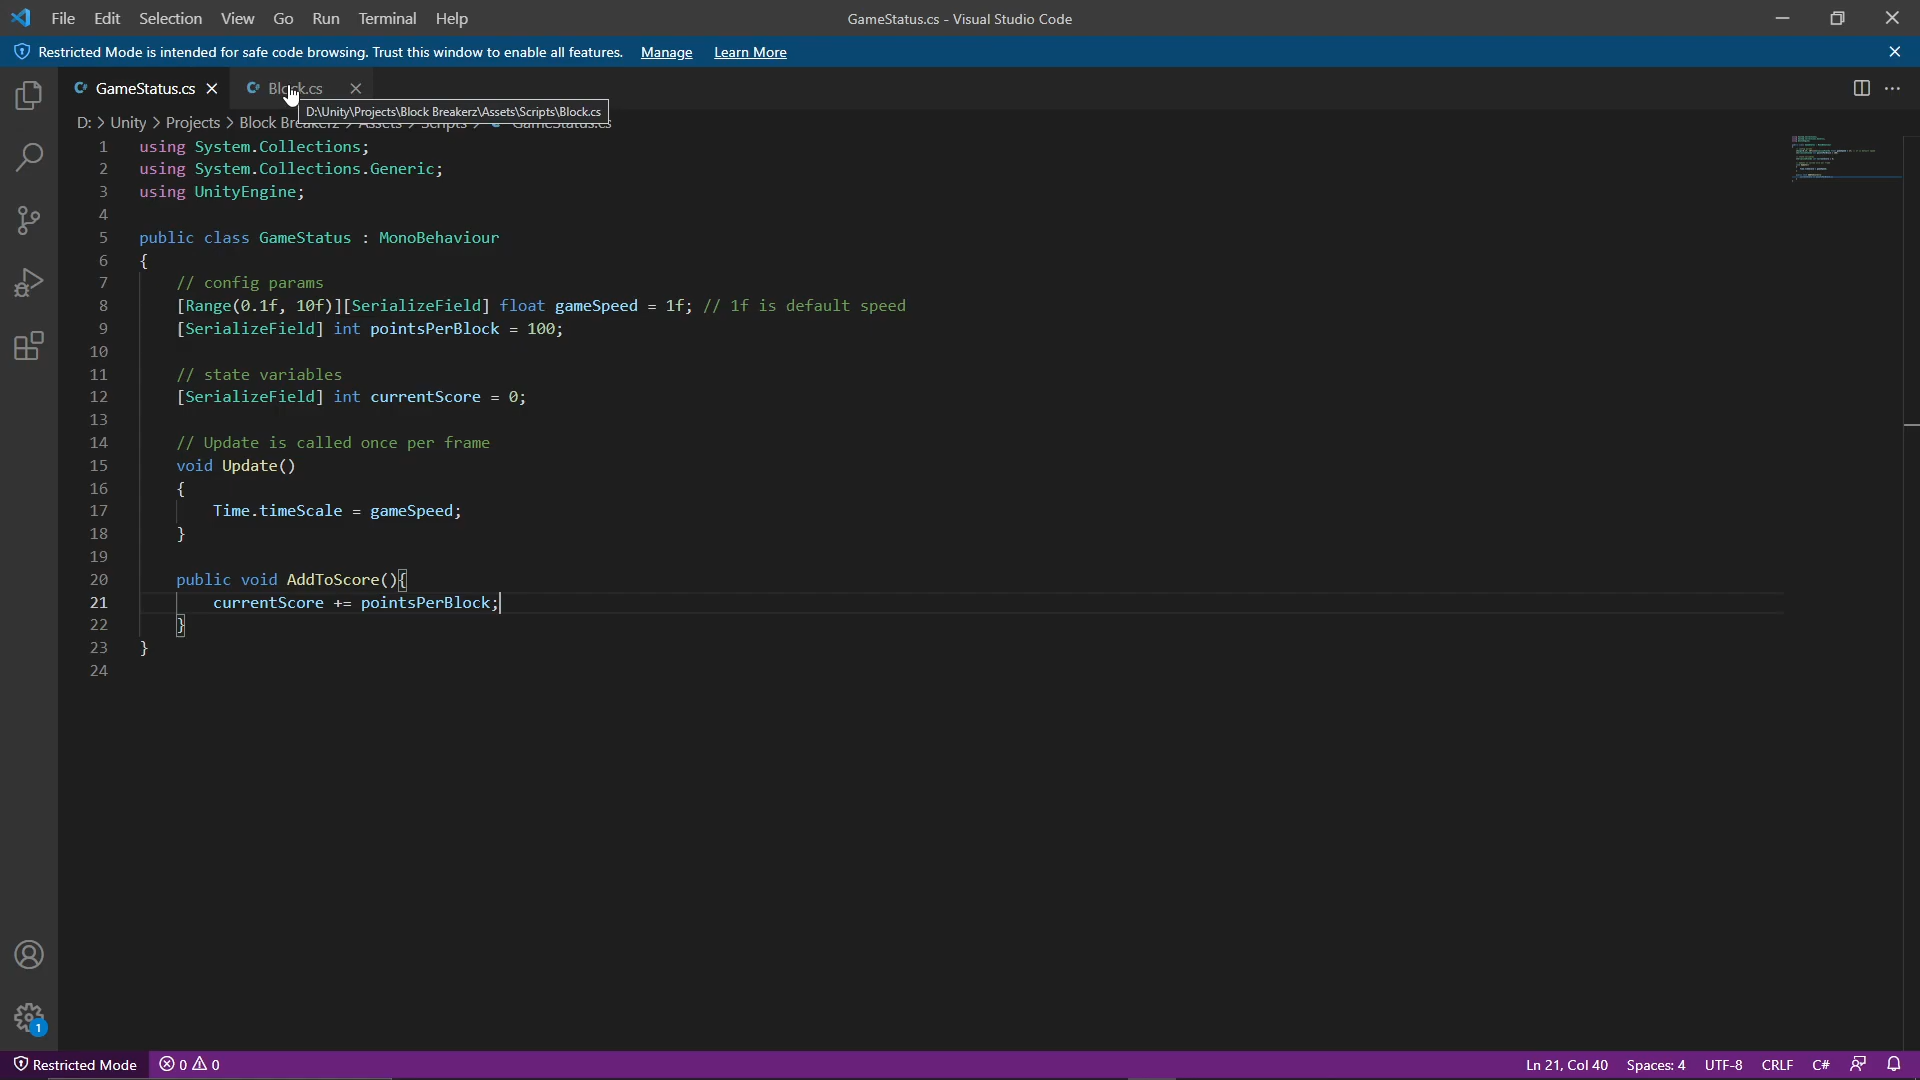 File Edit Selection View Go Run Terminal Help
GameStatus.cs - Visual Studio Code
Restricted Mode is intended for safe code browsing. Trust this window to enable all features. Manage Learn More
GameStatus.cs Block.cs
D:\Unity\Projects\Block Breakerz\Assets\Scripts\Block.cs
D: > Unity > Projects > Block Breakerz > Assets > Scripts > GameStatus.cs
1 using System.Collections;
2 using System.Collections.Generic;
3 using UnityEngine;
4
5 public class GameStatus : MonoBehaviour
6 {
7 // config params
8 [Range(0.1f, 10f)][SerializeField] float gameSpeed = 1f; // 1f is default speed
9 [SerializeField] int pointsPerBlock = 100;
10
11 // state variables
12 [SerializeField] int currentScore = 0;
13
14 // Update is called once per frame
15 void Update()
16 {
17 Time.timeScale = gameSpeed;
18 }
19
20 public void AddToScore(){
21 currentScore += pointsPerBlock;
22 }
23 }
24
1
Restricted Mode 0 0 Ln 21, Col 40 Spaces: 4 UTF-8 CRLF C#